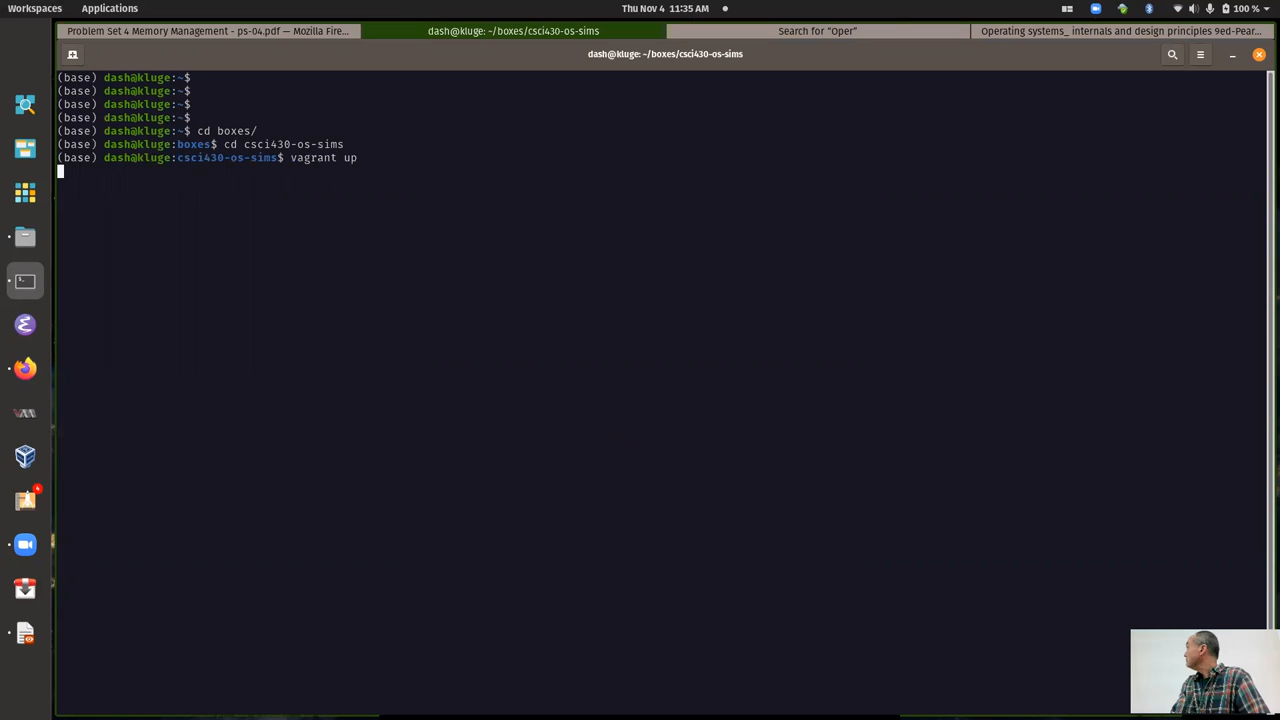 Workspaces Applications Thu Nov 4 11:35 AM 100 %
Problem Set 4 Memory Management - ps-04.pdf — Mozilla Fire... dash@kluge: ~/boxes/csci430-os-sims Search for "Oper" Operating systems_ internals and design principles 9ed-Pear...
dash@kluge: ~/boxes/csci430-os-sims
(base) dash@kluge:~$
(base) dash@kluge:~$
(base) dash@kluge:~$
(base) dash@kluge:~$
(base) dash@kluge:~$ cd boxes/
(base) dash@kluge:boxes$ cd csci430-os-sims
(base) dash@kluge:csci430-os-sims$ vagrant up
4